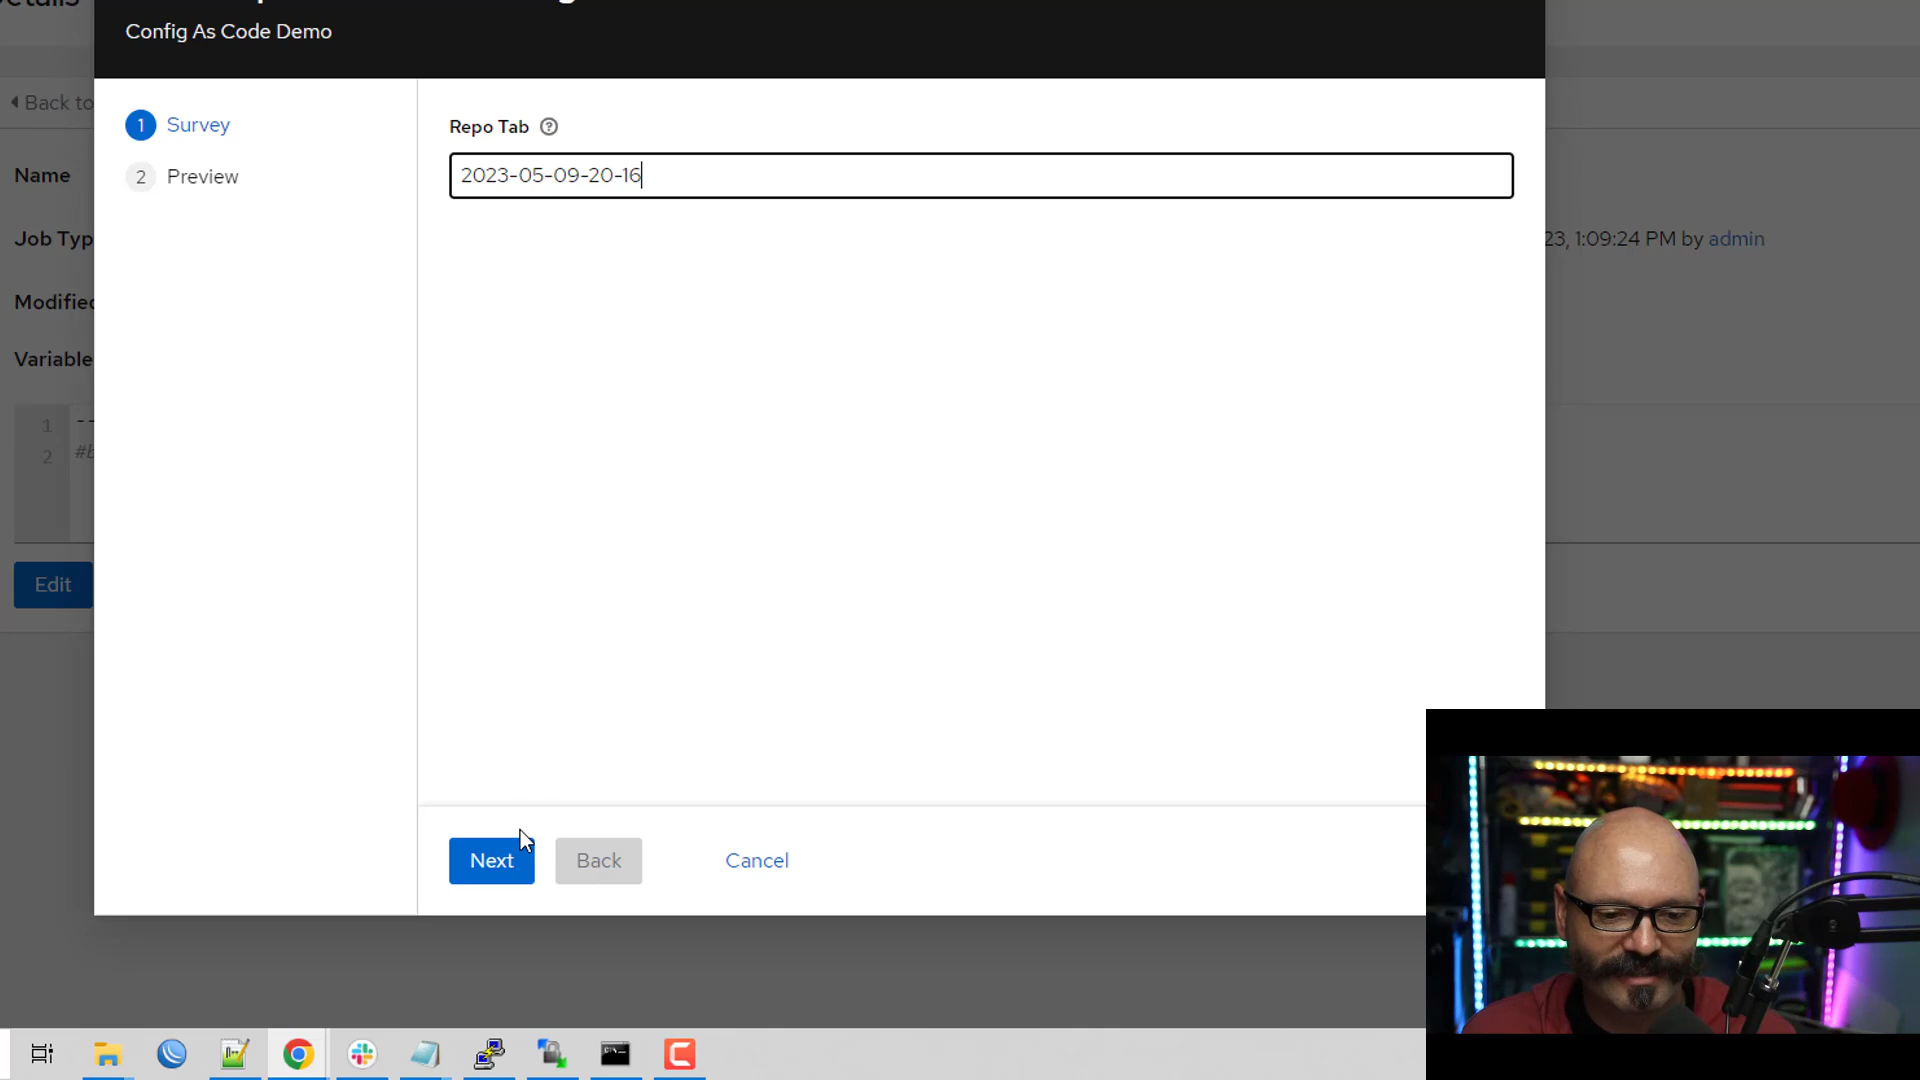 Config As Code Demo
Back to
1 Survey
2 Preview
Repo Tab
2023-05-09-20-16
Name
Job Typ
23, 1:09:24 PM by admin
Modified
Variable
1 --
2 #b
Edit
Next
Back
Cancel